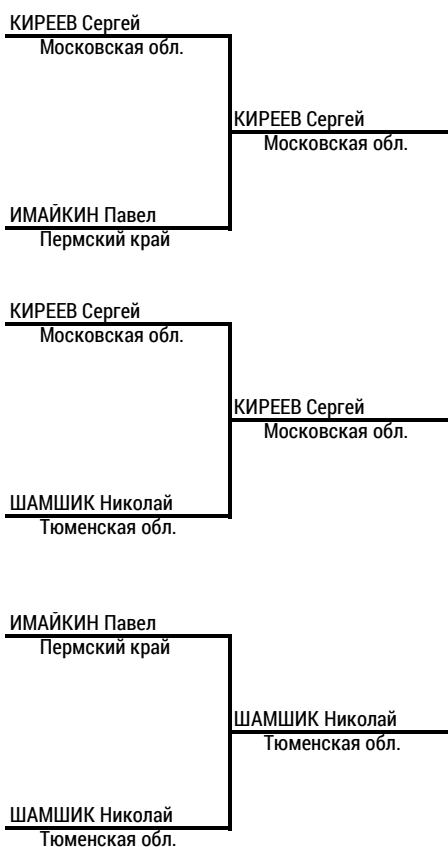 КИРЕЕВ Сергей
Московская обл.
КИРЕЕВ Сергей
Московская обл.
ИМАЙКИН Павел
Пермский край
КИРЕЕВ Сергей
Московская обл.
КИРЕЕВ Сергей
Московская обл.
ШАМШИК Николай
Тюменская обл.
ИМАЙКИН Павел
Пермский край
ШАМШИК Николай
Тюменская обл.
ШАМШИК Николай
Тюменская обл.